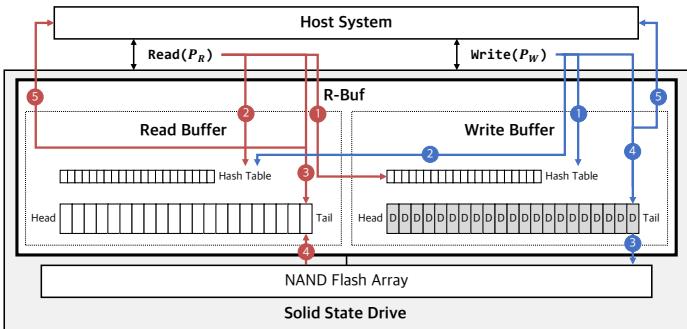 Host System
Read(P_R)
Write(P_W)
5
2
1
R-Buf
1
5
Read Buffer
Write Buffer
2
4
Hash Table
Hash Table
3
Head
Tail
Head
D D D D D D D D D D D D D D D D D D D D D
Tail
4
3
NAND Flash Array
Solid State Drive